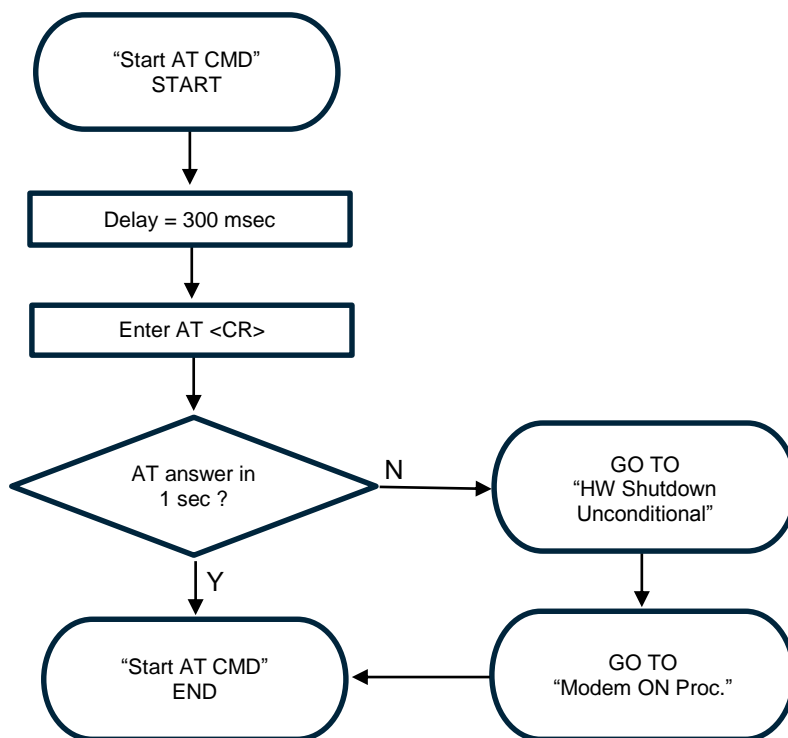 “Start AT CMD”
START
Delay = 300 msec
Enter AT <CR>
AT answer in
1 sec ?
N
GO TO
“HW Shutdown
Unconditional”
Y
“Start AT CMD”
END
GO TO
“Modem ON Proc.”